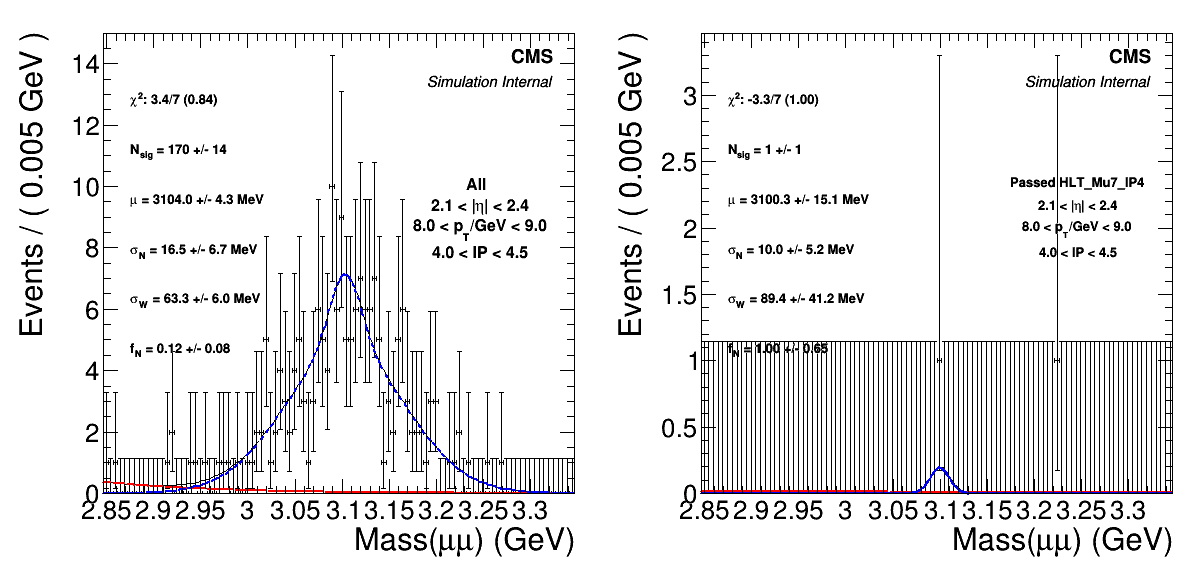 Events / ( 0.005 GeV )
14
12
10
8
6
4
2
0
CMS
Simulation Internal
χ²: 3.4/7 (0.84)
N_sig = 170 +/- 14
μ = 3104.0 +/- 4.3 MeV
σ_N = 16.5 +/- 6.7 MeV
σ_W = 63.3 +/- 6.0 MeV
f_N = 0.12 +/- 0.08
All
2.1 < |η| < 2.4
8.0 < p_T/GeV < 9.0
4.0 < IP < 4.5
2.85 2.9 2.95 3 3.05 3.1 3.15 3.2 3.25 3.3
Mass(μμ) (GeV)
Events / ( 0.005 GeV )
3
2.5
2
1.5
1
0.5
0
CMS
Simulation Internal
χ²: -3.3/7 (1.00)
N_sig = 1 +/- 1
μ = 3100.3 +/- 15.1 MeV
σ_N = 10.0 +/- 5.2 MeV
σ_W = 89.4 +/- 41.2 MeV
f_N = 1.00 +/- 0.65
Passed HLT_Mu7_IP4
2.1 < |η| < 2.4
8.0 < p_T/GeV < 9.0
4.0 < IP < 4.5
2.85 2.9 2.95 3 3.05 3.1 3.15 3.2 3.25 3.3
Mass(μμ) (GeV)